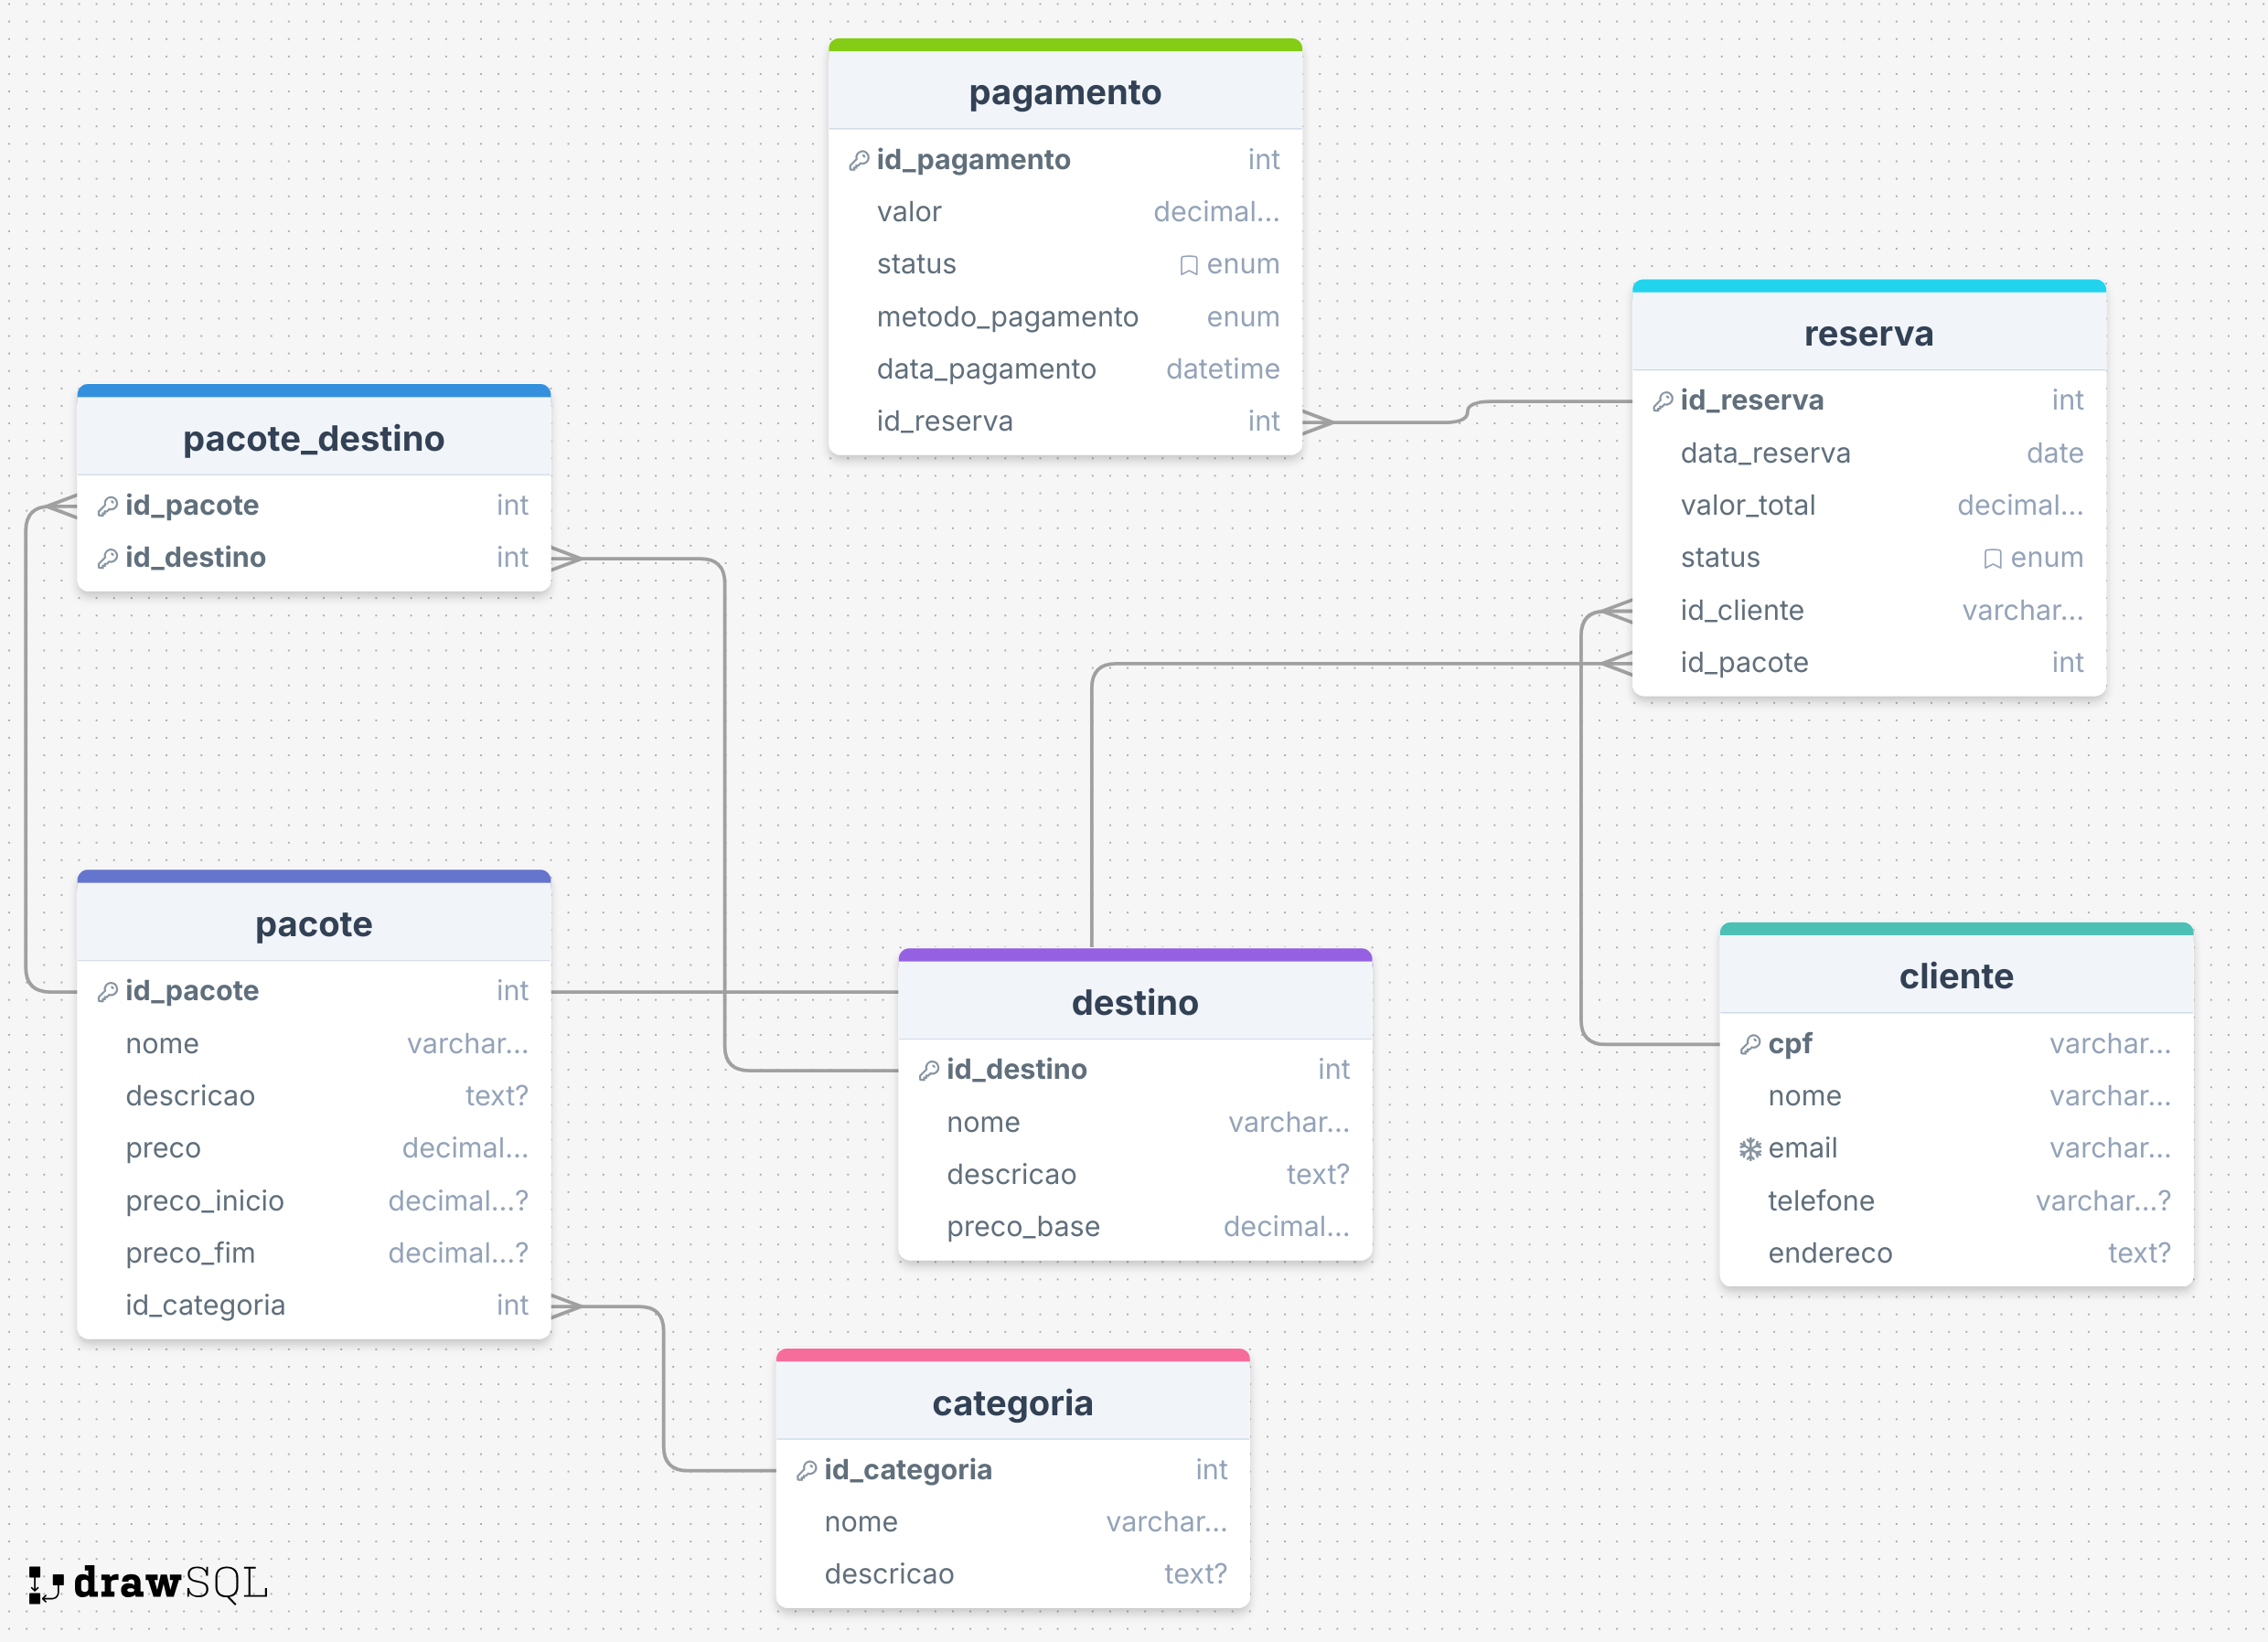 pagamento
id_pagamento int
valor decimal...
status enum
metodo_pagamento enum
data_pagamento datetime
id_reserva int
reserva
id_reserva int
data_reserva date
valor_total decimal...
status enum
id_cliente varchar...
id_pacote int
pacote_destino
id_pacote int
id_destino int
pacote
id_pacote int
nome varchar...
descricao text?
preco decimal...
preco_inicio decimal...?
preco_fim decimal...?
id_categoria int
destino
id_destino int
nome varchar...
descricao text?
preco_base decimal...
cliente
cpf varchar...
nome varchar...
email varchar...
telefone varchar...?
endereco text?
categoria
id_categoria int
nome varchar...
descricao text?
drawSQL